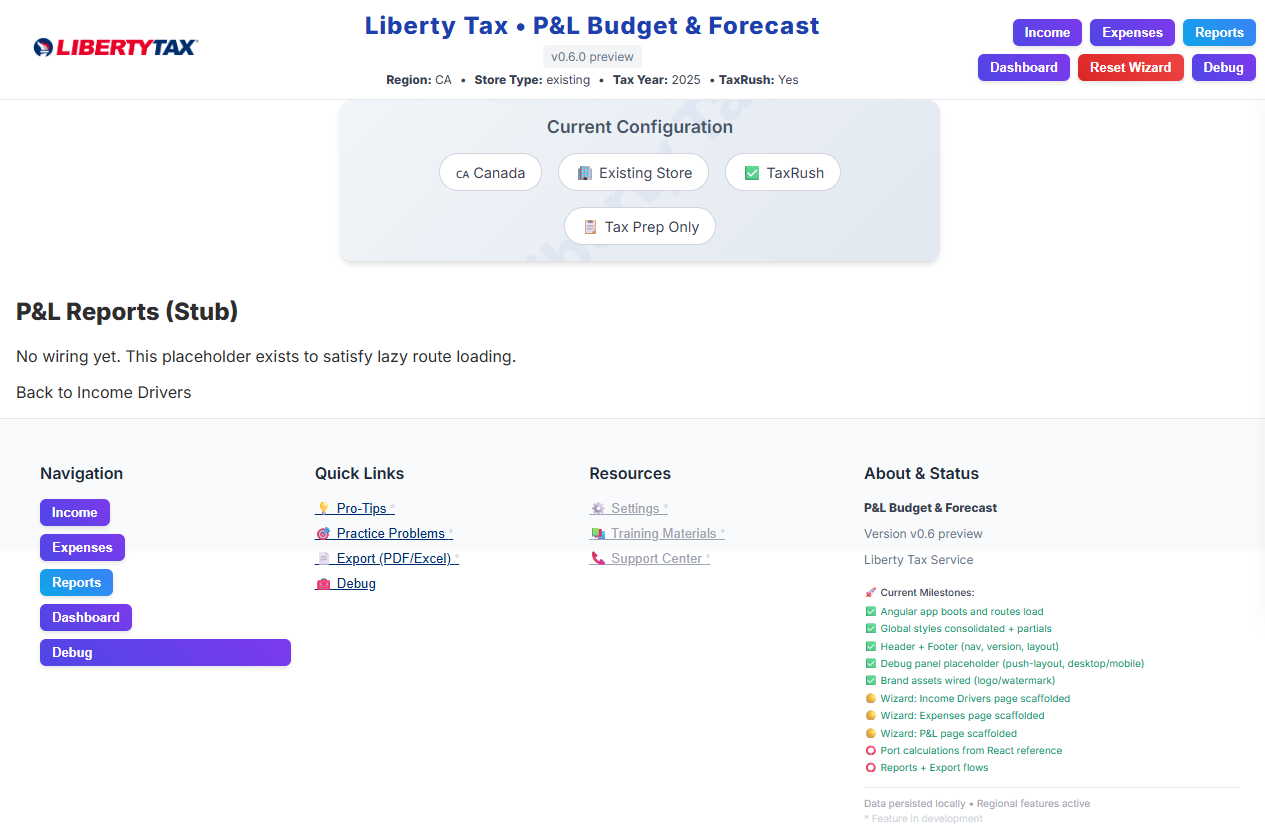 LIBERTYTAX
Liberty Tax • P&L Budget & Forecast
v0.6.0 preview
Region: CA • Store Type: existing • Tax Year: 2025 • TaxRush: Yes
Income Expenses Reports
Dashboard Reset Wizard Debug
Current Configuration
CA Canada 🏢 Existing Store ✅ TaxRush
📋 Tax Prep Only
P&L Reports (Stub)
No wiring yet. This placeholder exists to satisfy lazy route loading.
Back to Income Drivers
Navigation
Income
Expenses
Reports
Dashboard
Debug
Quick Links
💡 Pro-Tips *
🎯 Practice Problems *
📄 Export (PDF/Excel) *
🧰 Debug
Resources
⚙️ Settings *
📚 Training Materials *
📞 Support Center *
About & Status
P&L Budget & Forecast
Version v0.6 preview
Liberty Tax Service
🚀 Current Milestones:
✅ Angular app boots and routes load
✅ Global styles consolidated + partials
✅ Header + Footer (nav, version, layout)
✅ Debug panel placeholder (push-layout, desktop/mobile)
✅ Brand assets wired (logo/watermark)
🟡 Wizard: Income Drivers page scaffolded
🟡 Wizard: Expenses page scaffolded
🟡 Wizard: P&L page scaffolded
⭕ Port calculations from React reference
⭕ Reports + Export flows
Data persisted locally • Regional features active
* Feature in development